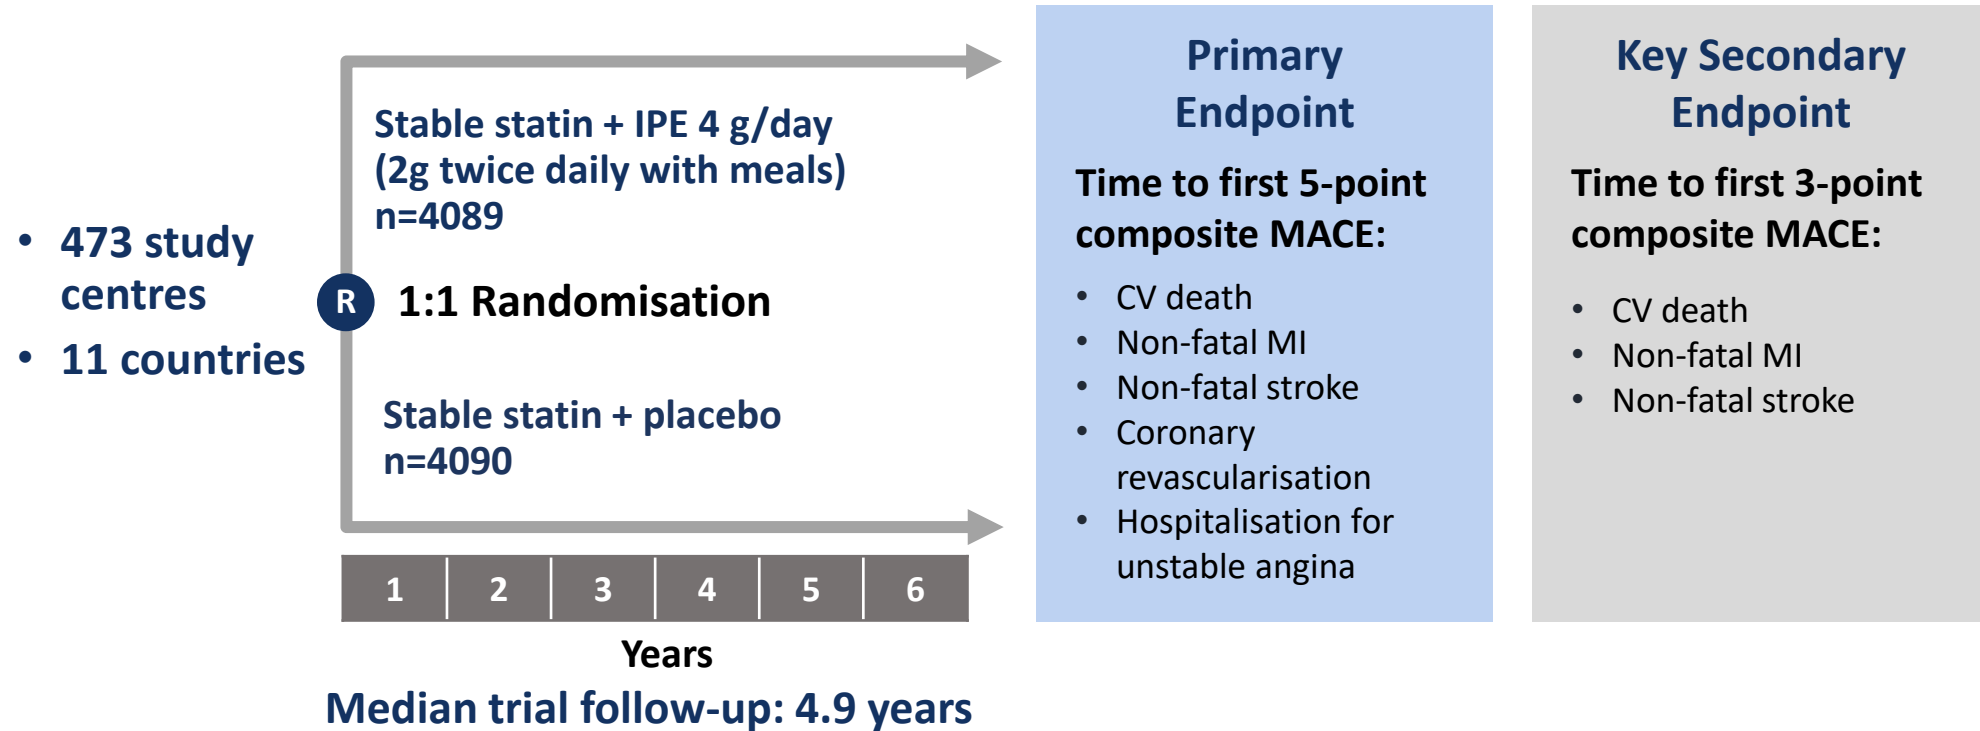 • 473 study
centres
• 11 countries
R
Stable statin + IPE 4 g/day
(2g twice daily with meals)
n=4089
1:1 Randomisation
Stable statin + placebo
n=4090
1 2 3 4 5 6
Years
Median trial follow-up: 4.9 years
Primary
Endpoint
Time to first 5-point
composite MACE:
• CV death
• Non-fatal MI
• Non-fatal stroke
• Coronary
revascularisation
• Hospitalisation for
unstable angina
Key Secondary
Endpoint
Time to first 3-point
composite MACE:
• CV death
• Non-fatal MI
• Non-fatal stroke